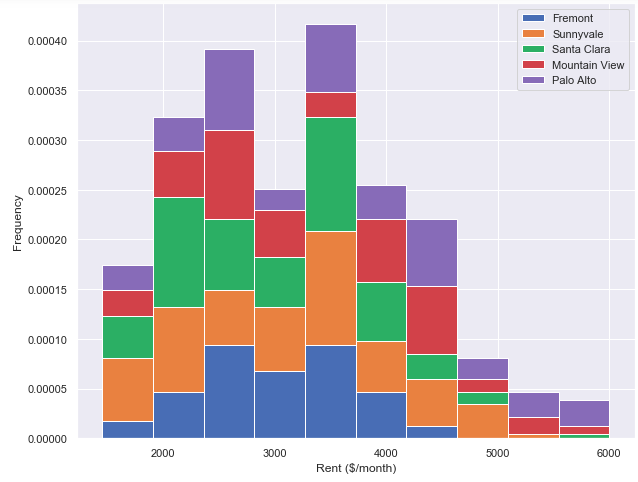 Fremont
Sunnyvale
Santa Clara
Mountain View
Palo Alto
0.00040
0.00035
0.00030
0.00025
0.00020
0.00015
0.00010
0.00005
0.00000
Frequency
2000 3000 4000 5000 6000
Rent ($/month)